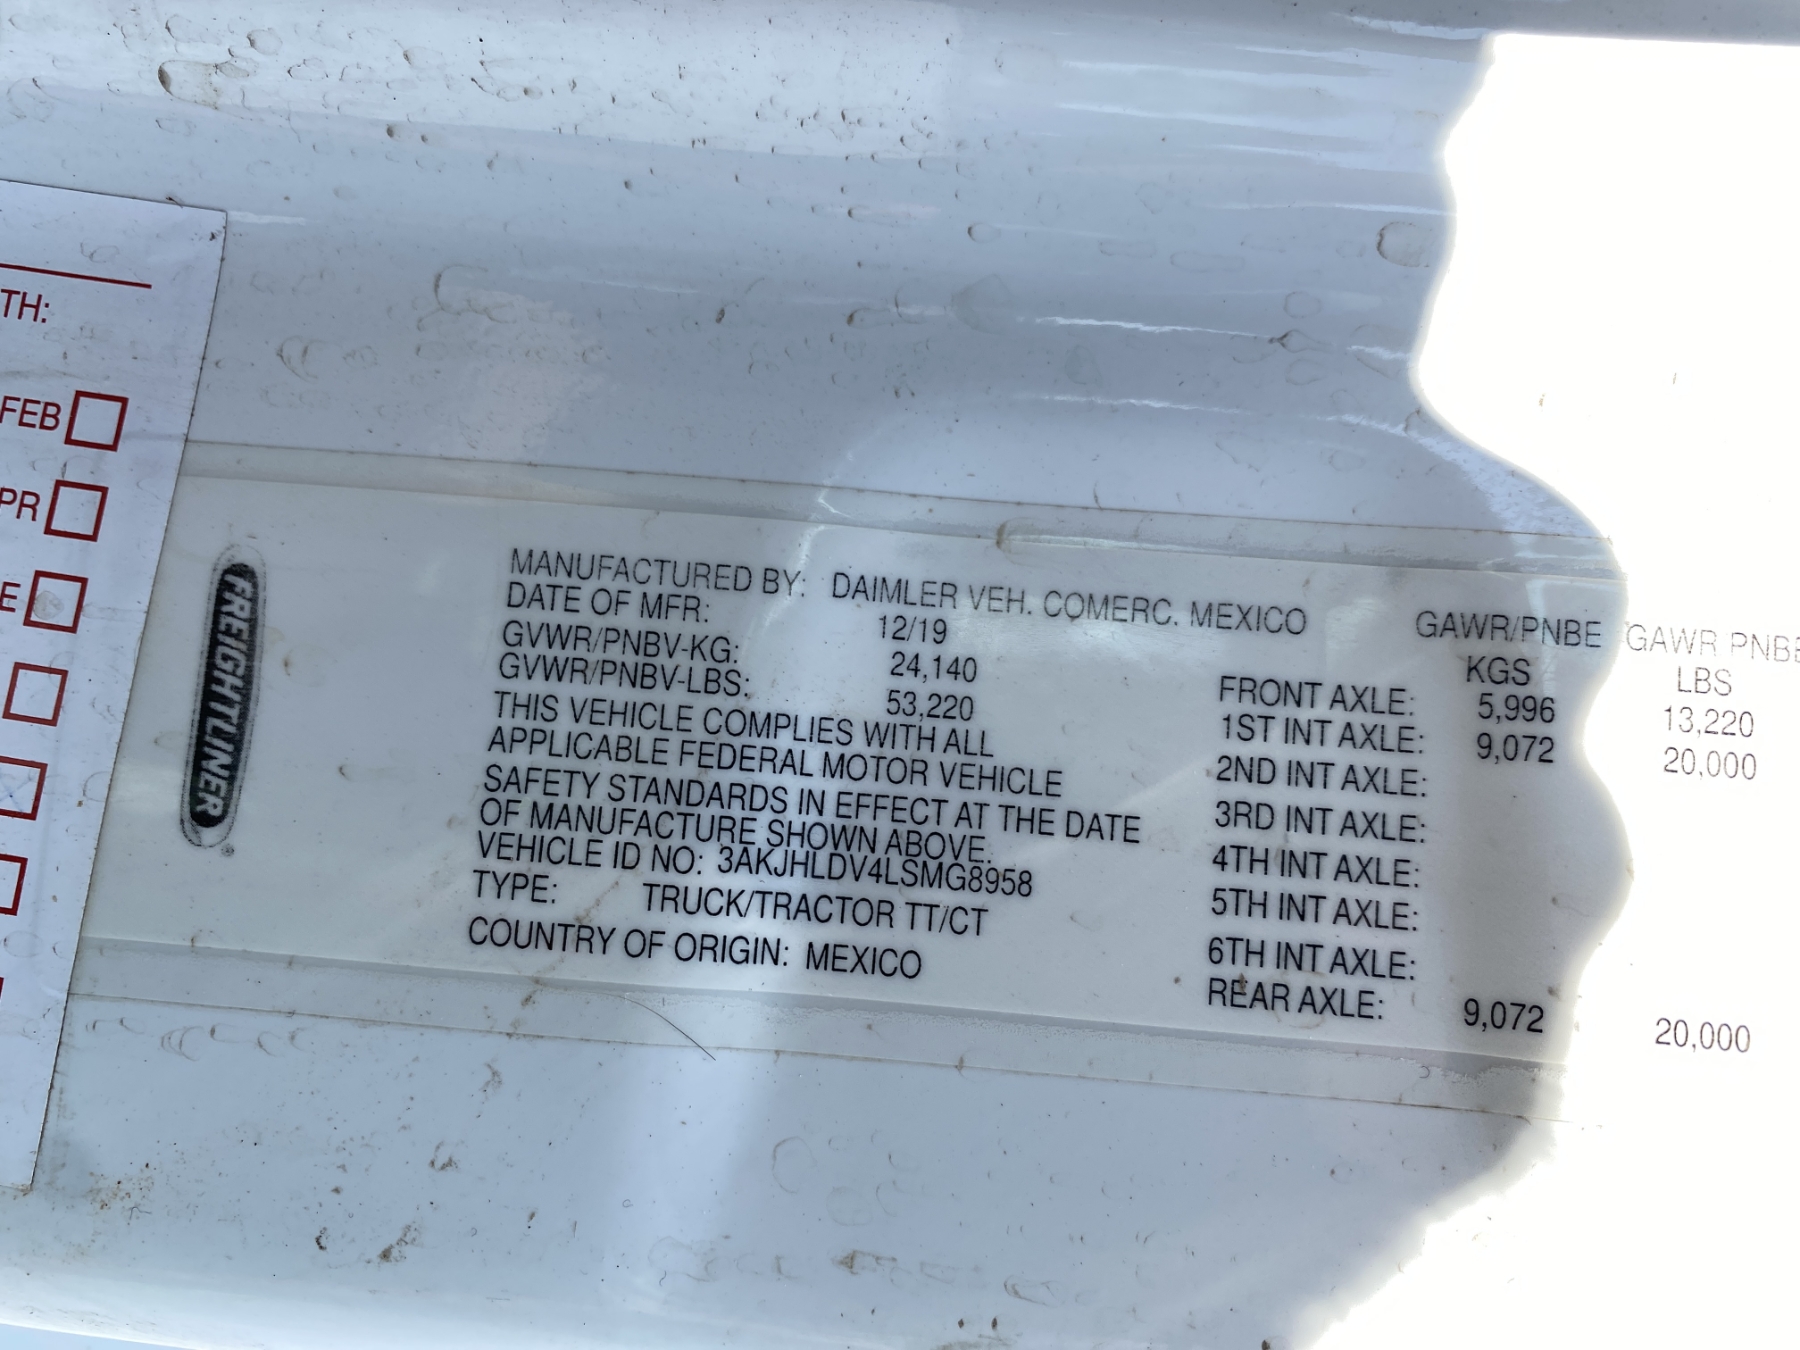 TH:
FEB
PR
E
FREIGHTLINER
MANUFACTURED BY: DAIMLER VEH. COMERC. MEXICO
DATE OF MFR: 12/19
GVWR/PNBV-KG: 24,140
GVWR/PNBV-LBS: 53,220
THIS VEHICLE COMPLIES WITH ALL
APPLICABLE FEDERAL MOTOR VEHICLE
SAFETY STANDARDS IN EFFECT AT THE DATE
OF MANUFACTURE SHOWN ABOVE.
VEHICLE ID NO: 3AKJHLDV4LSMG8958
TYPE: TRUCK/TRACTOR TT/CT
COUNTRY OF ORIGIN: MEXICO
GAWR/PNBE GAWR PNBE
KGS LBS
FRONT AXLE: 5,996 13,220
1ST INT AXLE: 9,072 20,000
2ND INT AXLE:
3RD INT AXLE:
4TH INT AXLE:
5TH INT AXLE:
6TH INT AXLE:
REAR AXLE: 9,072 20,000